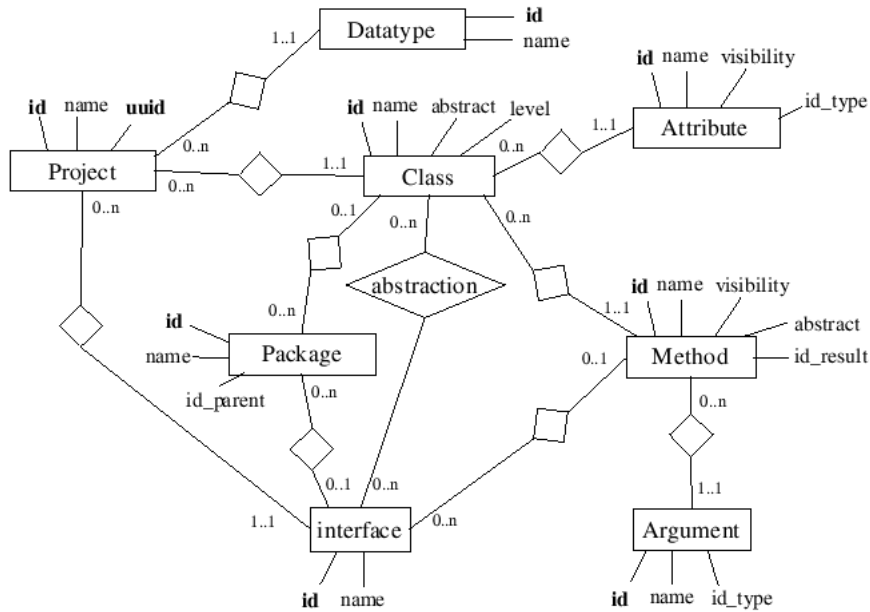 Datatype
id
name
1..1
id name uuid
Project
0..n
0..n
0..n
1..1
id name abstract level
Class
0..n
1..1
id name visibility
id_type
Attribute
0..1
0..n
0..n
abstraction
0..n
id
name
id_parent
Package
0..n
1..1
id name visibility
abstract
id_result
Method
0..1
0..n
0..1
0..n
1..1
interface
0..n
id name
1..1
Argument
id name id_type